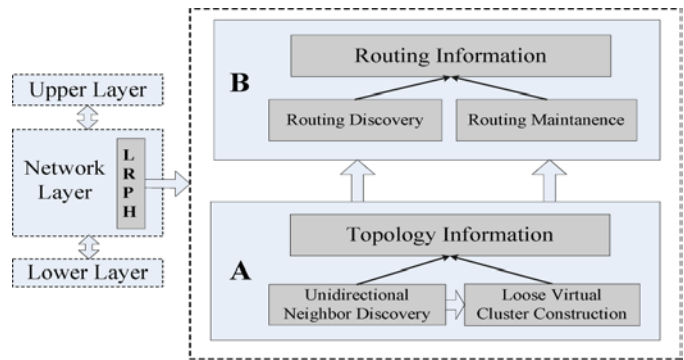 Upper Layer
Network
Layer
L
R
P
H
Lower Layer
B
Routing Information
Routing Discovery
Routing Maintanence
A
Topology Information
Unidirectional
Neighbor Discovery
Loose Virtual
Cluster Construction